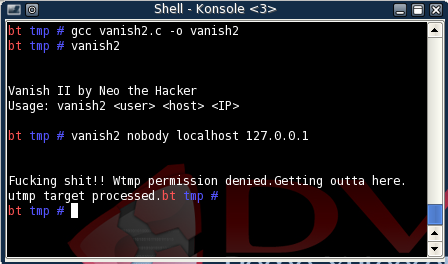 Shell - Konsole <3>
bt tmp # gcc vanish2.c -o vanish2
bt tmp # vanish2
Vanish II by Neo the Hacker
Usage: vanish2 <user> <host> <IP>
bt tmp # vanish2 nobody localhost 127.0.0.1
Fucking shit!! Wtmp permission denied.Getting outta here.
utmp target processed.bt tmp #
bt tmp #
DV